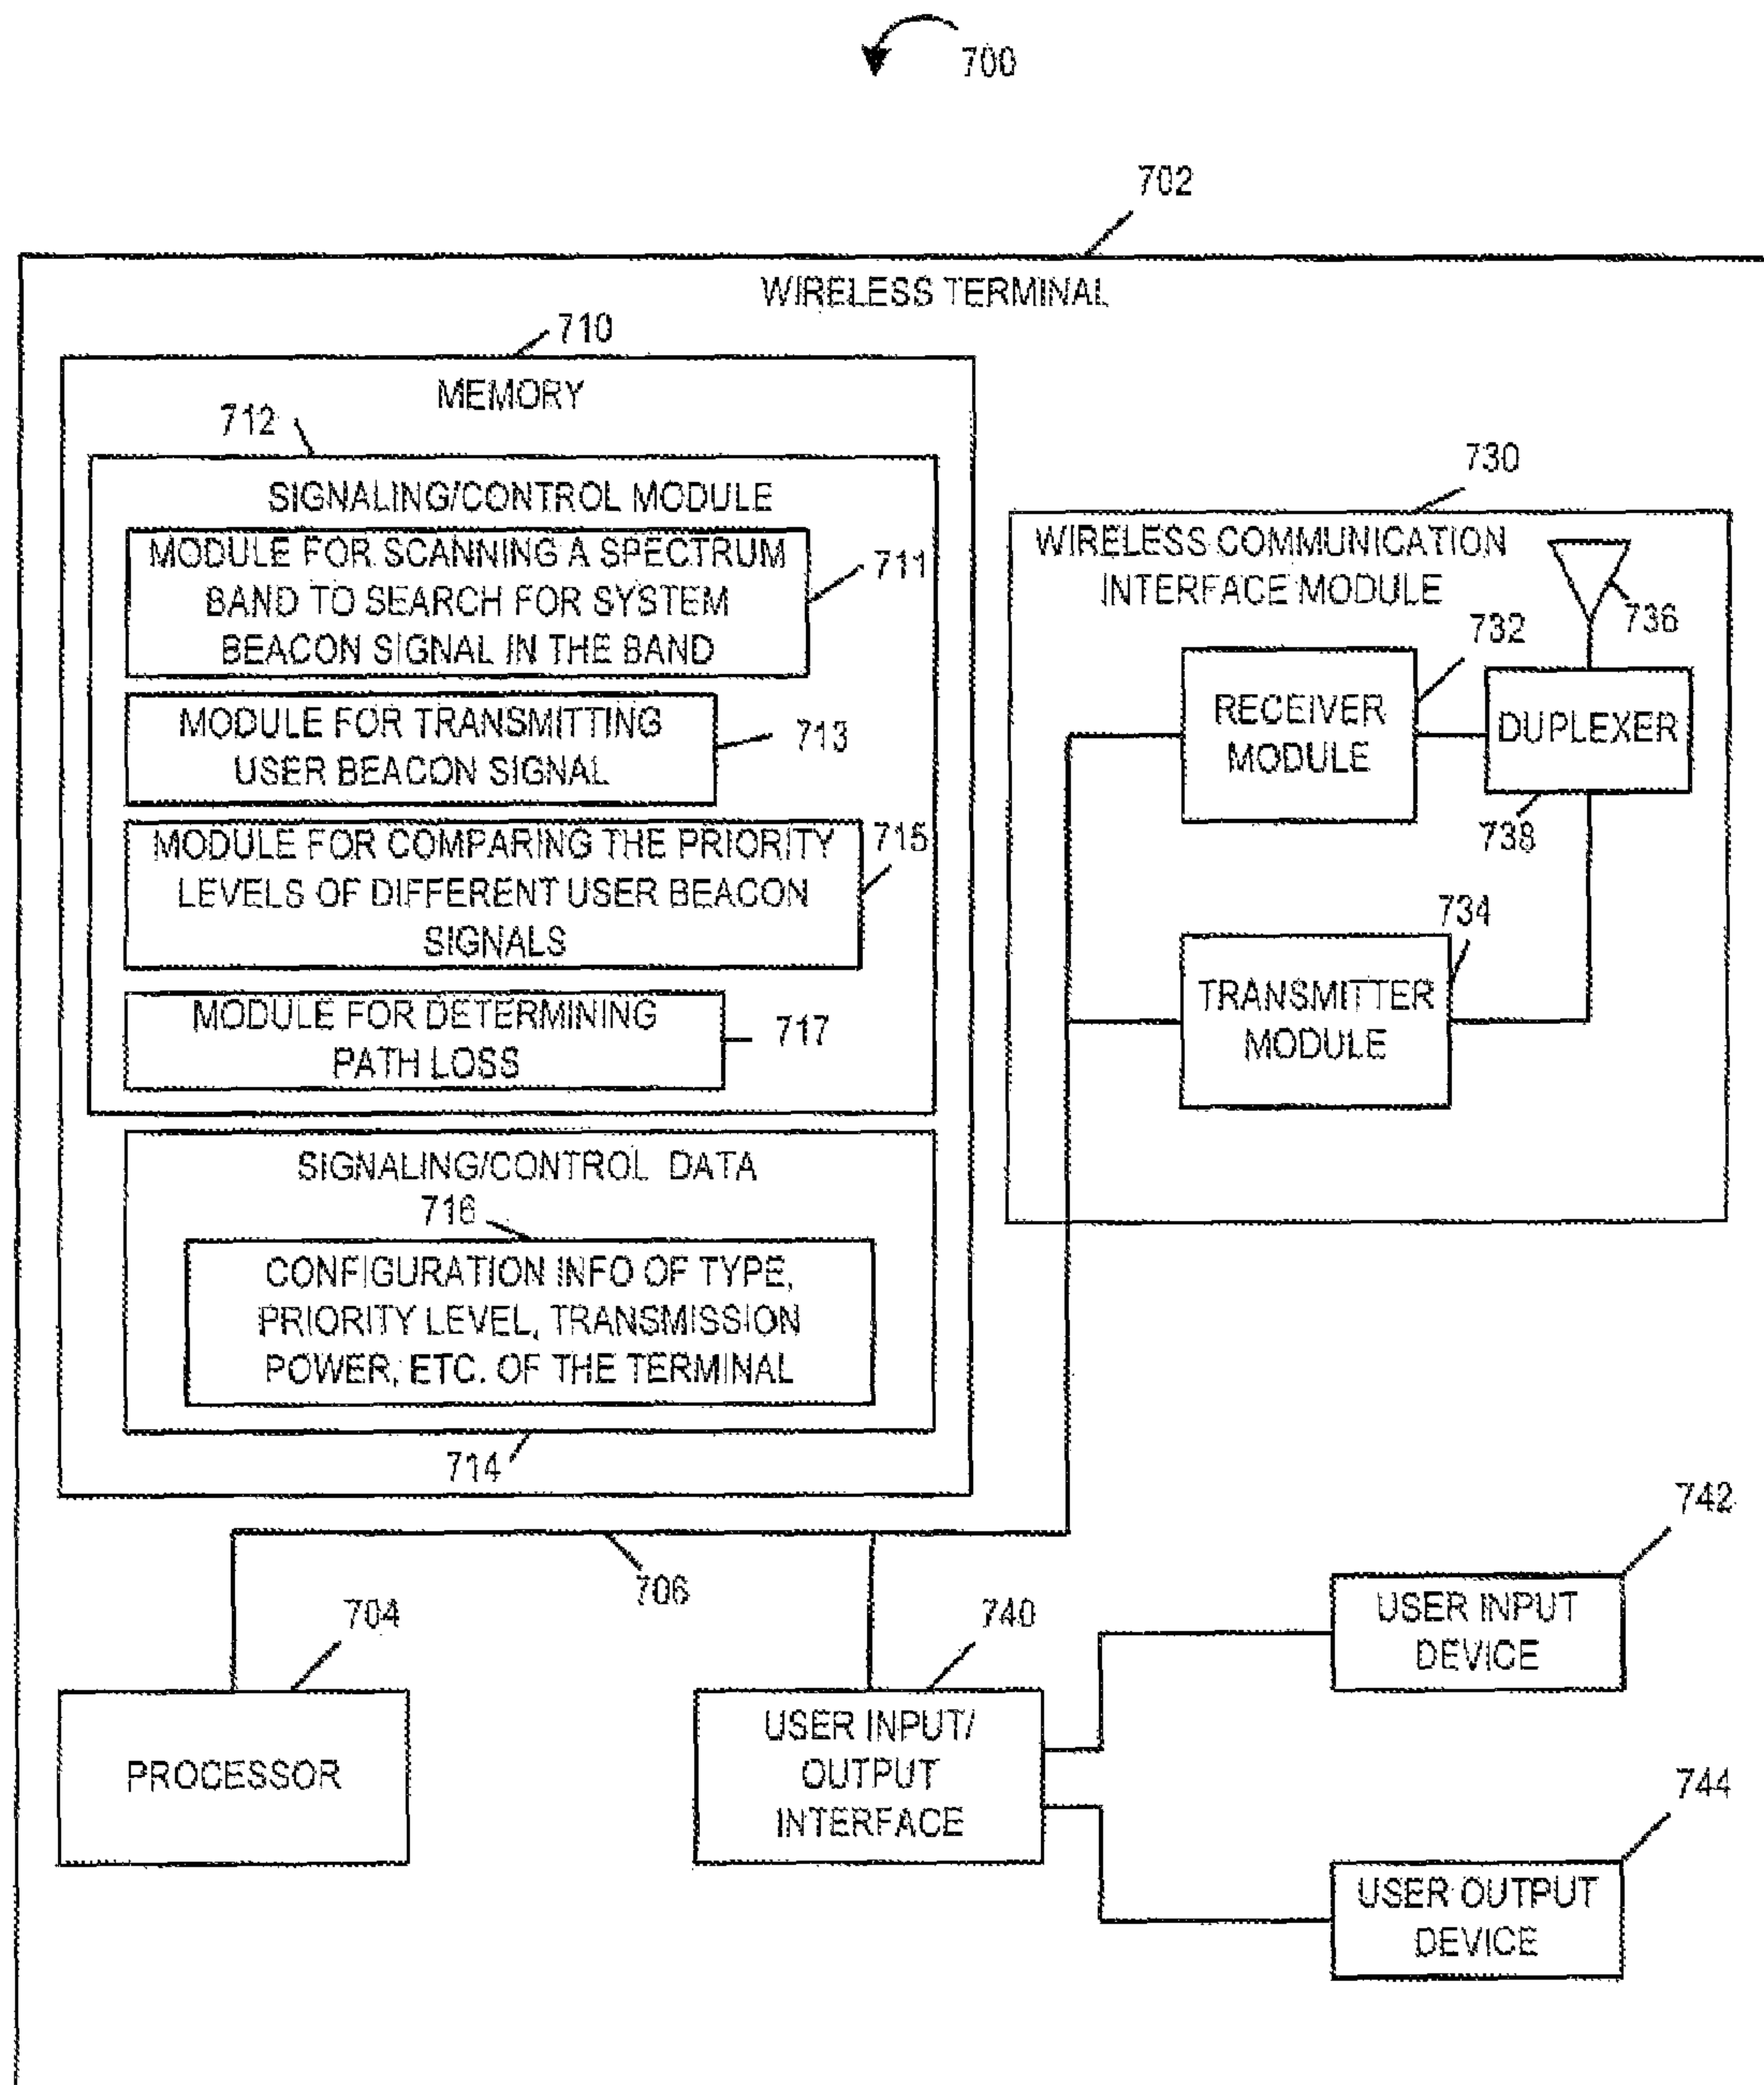 700
702
WIRELESS TERMINAL
710
MEMORY
712
SIGNALING/CONTROL MODULE
MODULE FOR SCANNING A SPECTRUM
BAND TO SEARCH FOR SYSTEM
BEACON SIGNAL IN THE BAND
711
MODULE FOR TRANSMITTING
USER BEACON SIGNAL
713
MODULE FOR COMPARING THE PRIORITY
LEVELS OF DIFFERENT USER BEACON
SIGNALS
715
MODULE FOR DETERMINING
PATH LOSS
717
SIGNALING/CONTROL DATA
716
CONFIGURATION INFO OF TYPE,
PRIORITY LEVEL, TRANSMISSION
POWER, ETC. OF THE TERMINAL
714
730
WIRELESS COMMUNICATION
INTERFACE MODULE
736
732
RECEIVER
MODULE
DUPLEXER
738
734
TRANSMITTER
MODULE
706
704
PROCESSOR
740
USER INPUT/
OUTPUT
INTERFACE
742
USER INPUT
DEVICE
744
USER OUTPUT
DEVICE